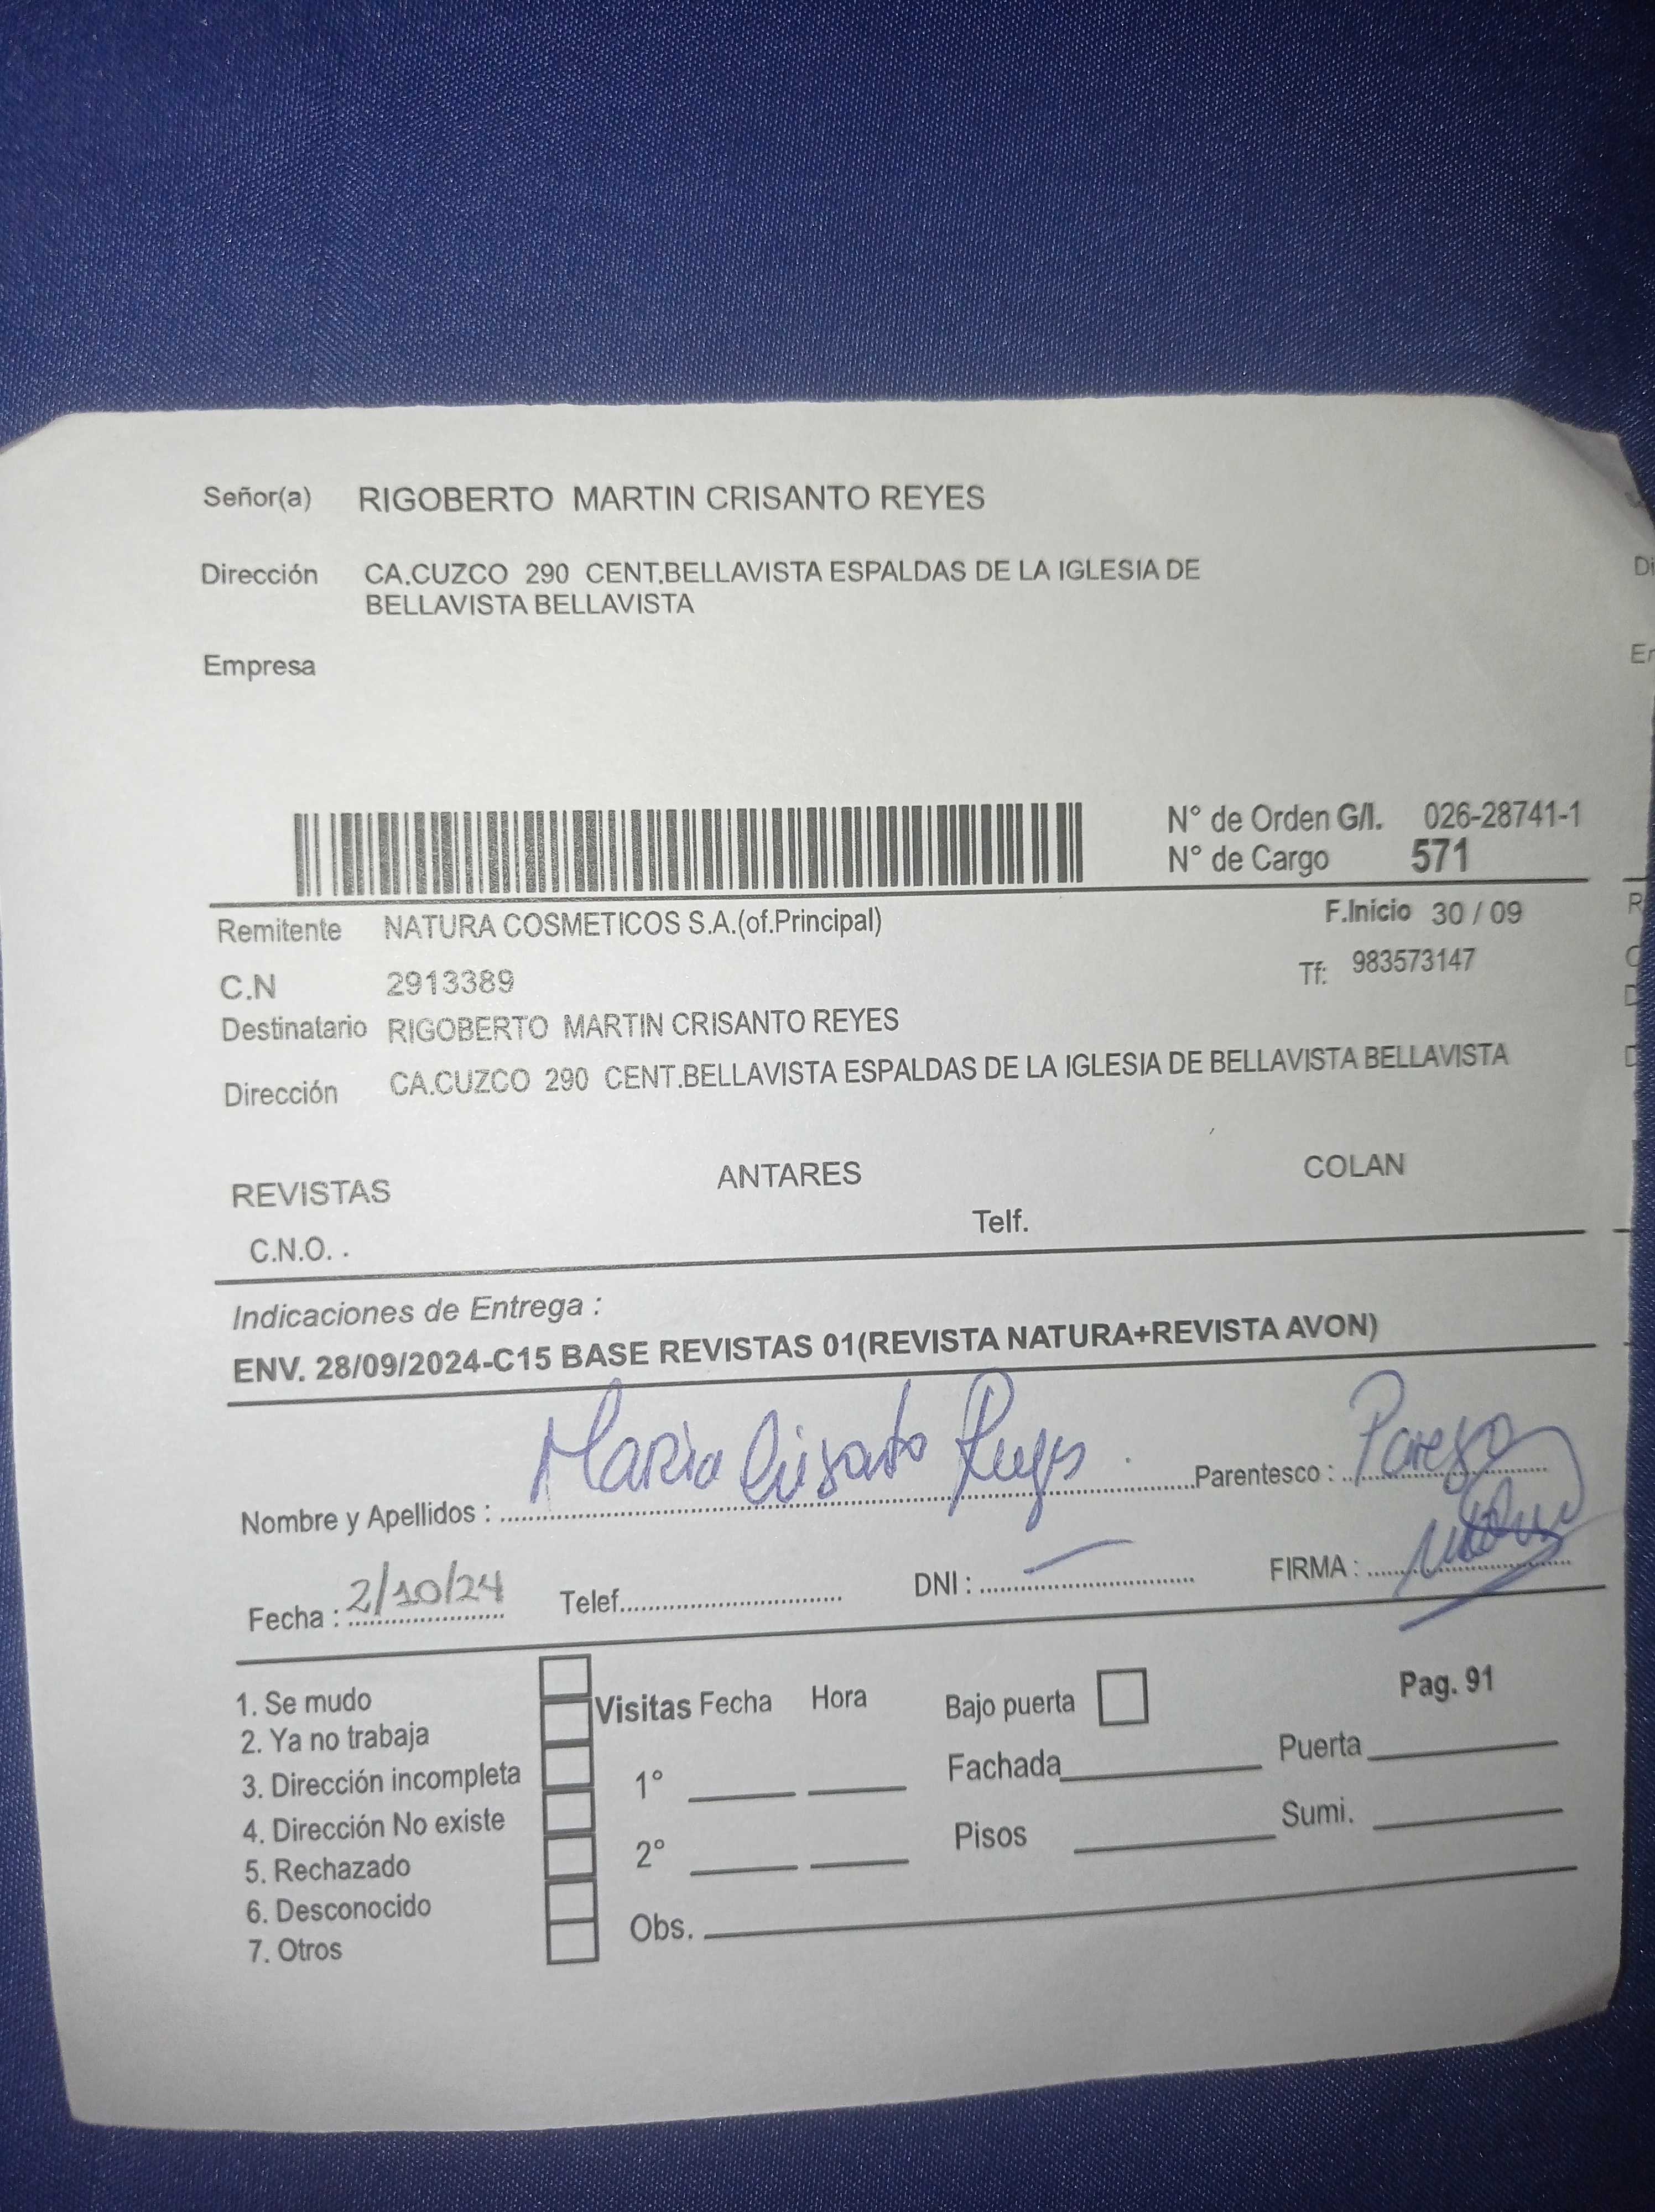 Señor(a) RIGOBERTO MARTIN CRISANTO REYES
Dirección CA.CUZCO 290 CENT.BELLAVISTA ESPALDAS DE LA IGLESIA DE
BELLAVISTA BELLAVISTA
Empresa
N° de Orden G/I. 026-28741-1
N° de Cargo 571
Remitente NATURA COSMETICOS S.A.(of.Principal) F.Inicio 30 / 09
C.N 2913389 Tf: 983573147
Destinatario RIGOBERTO MARTIN CRISANTO REYES
Dirección CA.CUZCO 290 CENT.BELLAVISTA ESPALDAS DE LA IGLESIA DE BELLAVISTA BELLAVISTA
REVISTAS ANTARES COLAN
C.N.O. . Telf.
Indicaciones de Entrega :
ENV. 28/09/2024-C15 BASE REVISTAS 01(REVISTA NATURA+REVISTA AVON)
Nombre y Apellidos : Maria Crisanto Reyes Parentesco :
Fecha : 2/10/24 Telef. DNI : FIRMA :
1. Se mudo Visitas Fecha Hora Bajo puerta Pag. 91
2. Ya no trabaja
3. Dirección incompleta 1° Fachada Puerta
4. Dirección No existe
5. Rechazado 2° Pisos Sumi.
6. Desconocido
7. Otros Obs.